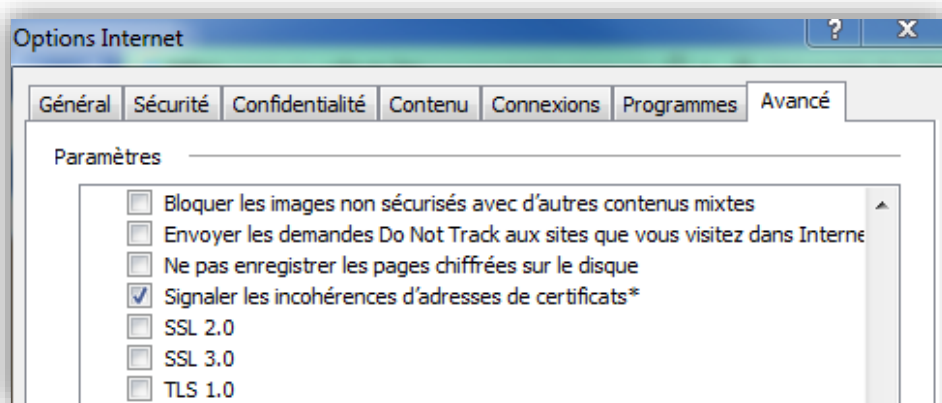 Options Internet
? X
Général Sécurité Confidentialité Contenu Connexions Programmes Avancé
Paramètres
Bloquer les images non sécurisés avec d'autres contenus mixtes
Envoyer les demandes Do Not Track aux sites que vous visitez dans Interne
Ne pas enregistrer les pages chiffrées sur le disque
Signaler les incohérences d'adresses de certificats*
SSL 2.0
SSL 3.0
TLS 1.0